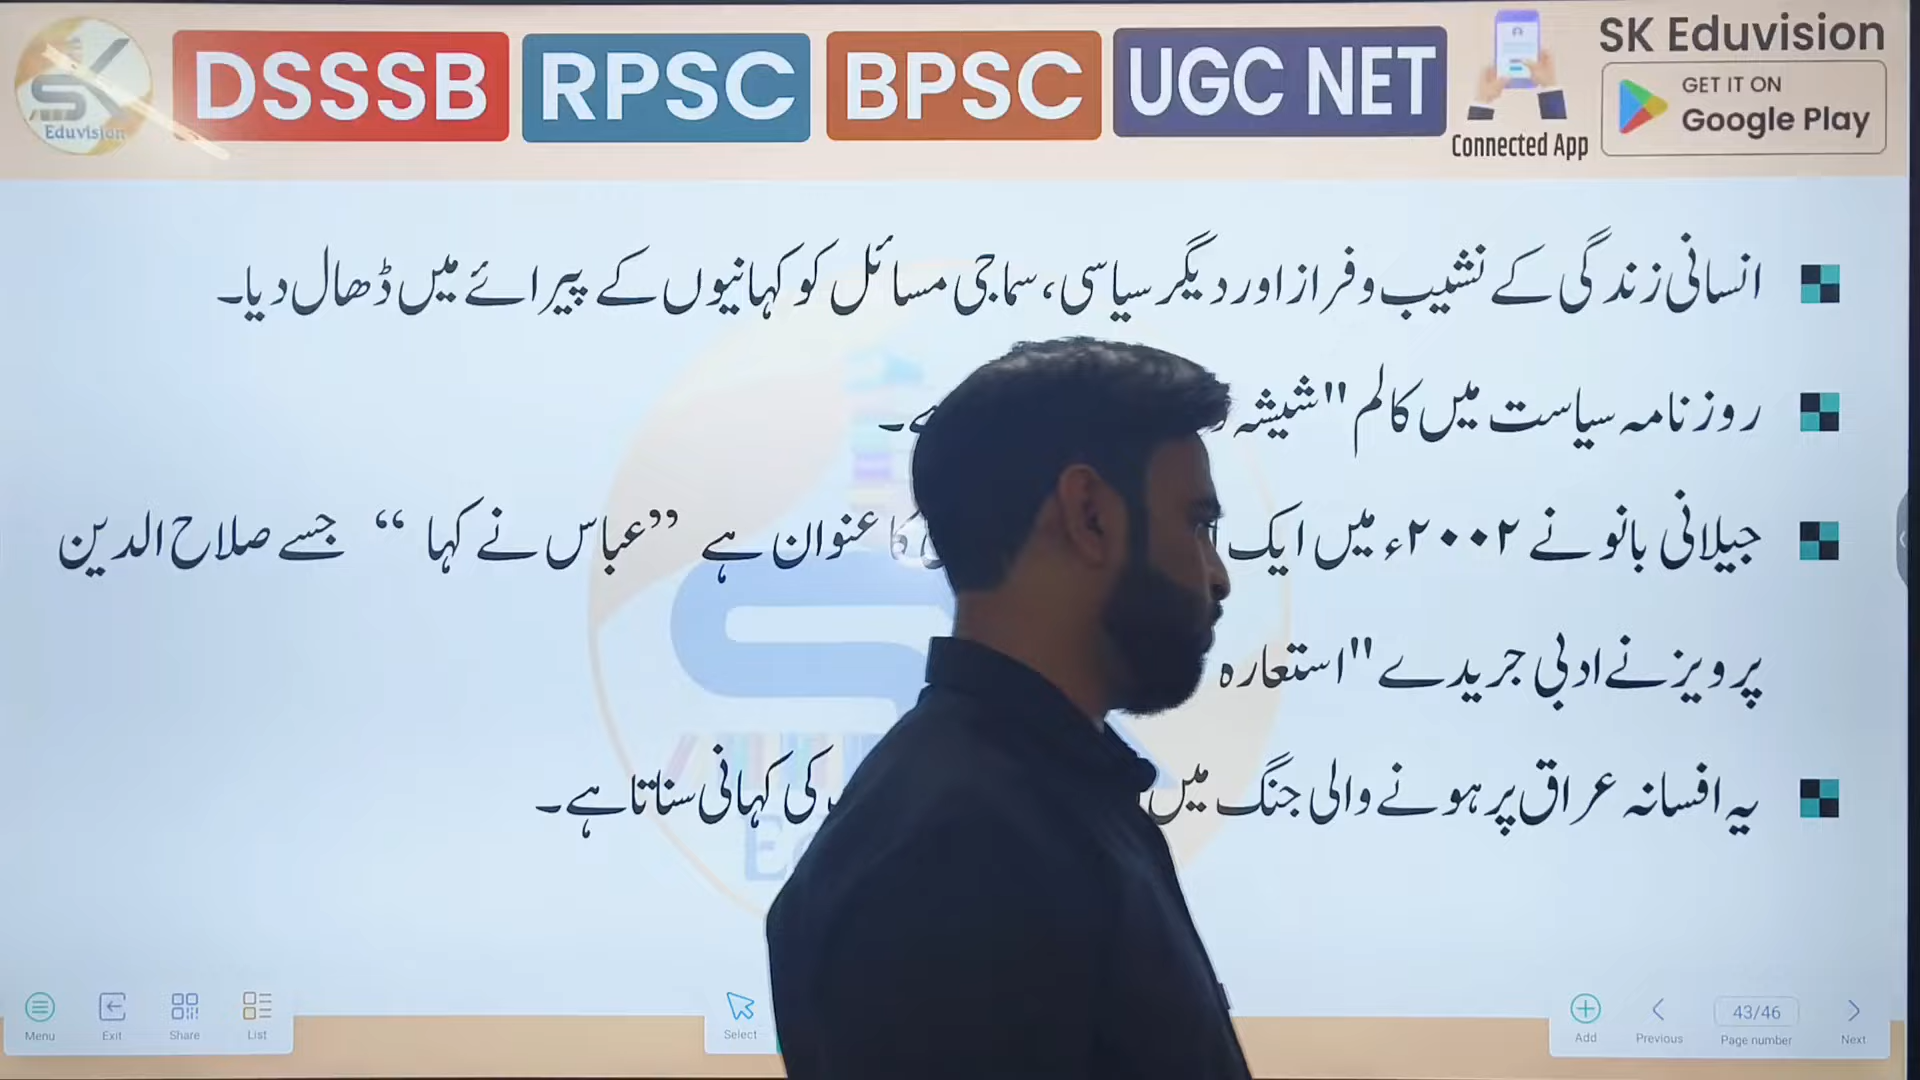 SK Eduvision
DSSSB RPSC BPSC UGC NET
Connected App
SK Eduvision
GET IT ON
Google Play
انسانی زندگی کے نشیب و فراز اور دیگر سیاسی، سماجی مسائل کو کہانیوں کے پیرائے میں ڈھال دیا۔
روزنامہ سیاست میں کالم "شیشہ
جیلانی بانو نے ۲۰۰۲ء میں ایک کا عنوان ہے ”عباس نے کہا“ جسے صلاح الدین
پرویز نے ادبی جریدے "استعارہ
یہ افسانہ عراق پر ہونے والی جنگ میں کی کہانی سناتا ہے۔
Menu Exit Share List Select Add Previous 43/46 Page number Next